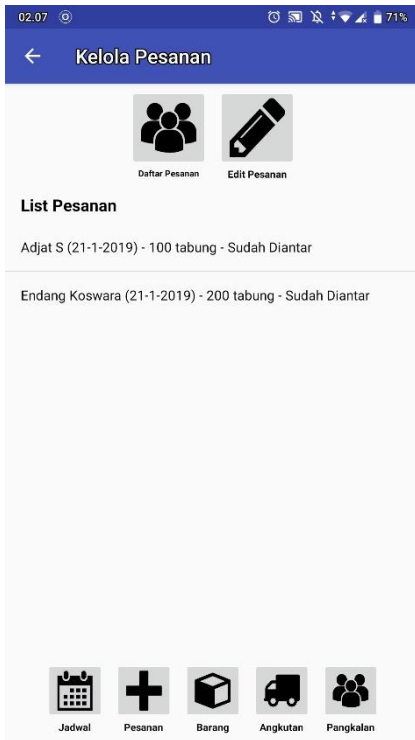 02.07 71%
Kelola Pesanan
Daftar Pesanan Edit Pesanan
List Pesanan
Adjat S (21-1-2019) - 100 tabung - Sudah Diantar
Endang Koswara (21-1-2019) - 200 tabung - Sudah Diantar
Jadwal Pesanan Barang Angkutan Pangkalan